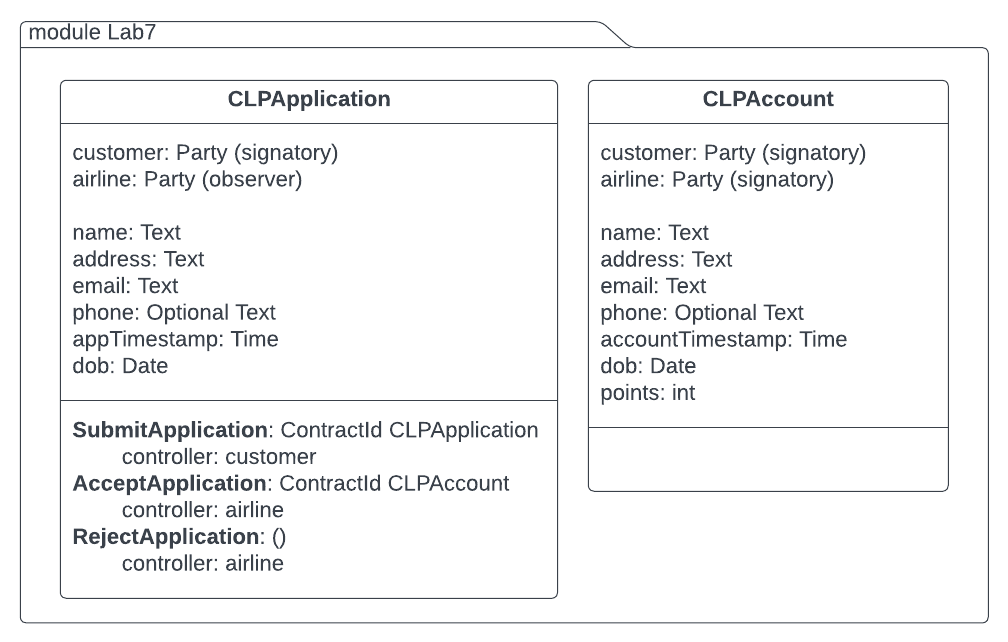 module Lab7
CLPApplication
customer: Party (signatory)
airline: Party (observer)
name: Text
address: Text
email: Text
phone: Optional Text
appTimestamp: Time
dob: Date
SubmitApplication: ContractId CLPApplication
controller: customer
AcceptApplication: ContractId CLPAccount
controller: airline
RejectApplication: ()
controller: airline
CLPAccount
customer: Party (signatory)
airline: Party (signatory)
name: Text
address: Text
email: Text
phone: Optional Text
accountTimestamp: Time
dob: Date
points: int